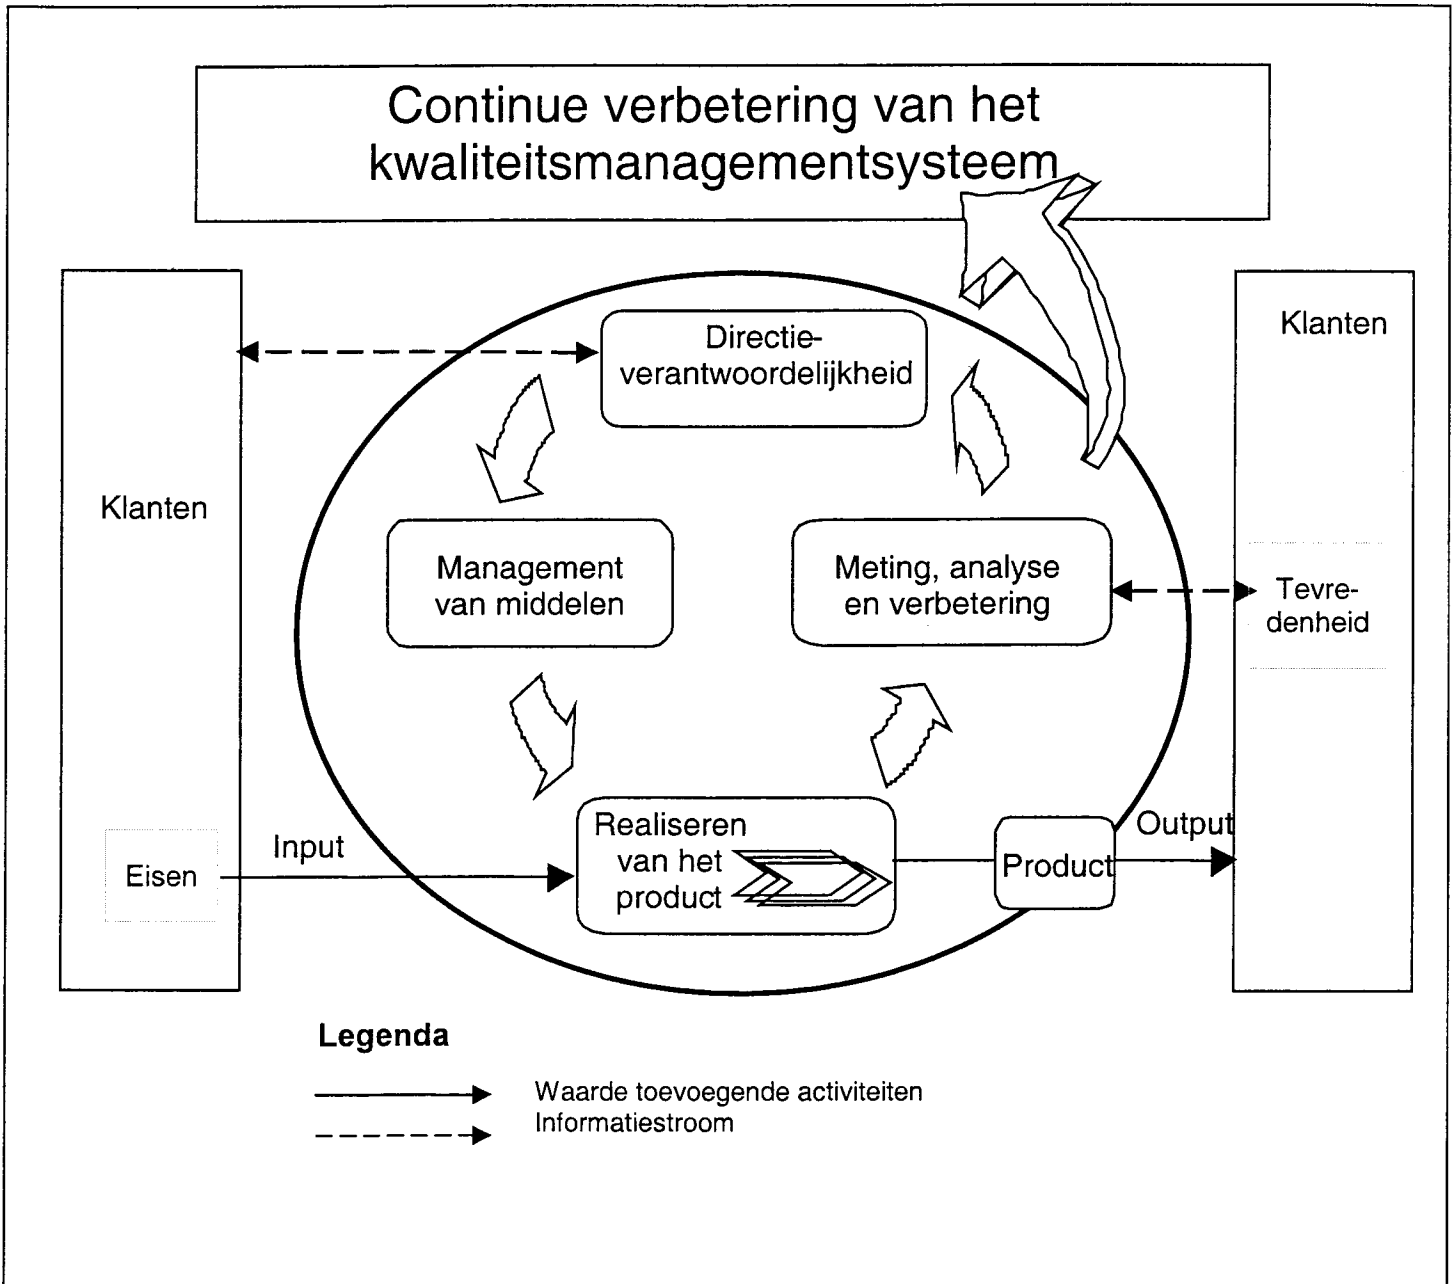 Continue verbetering van het
kwaliteitsmanagementsysteem
Klanten
Directie-
verantwoordelijkheid
Klanten
Management
van middelen
Meting, analyse
en verbetering
Tevre-
denheid
Eisen
Input
Realiseren
van het
product
Product
Output
Legenda
Waarde toevoegende activiteiten
Informatiestroom